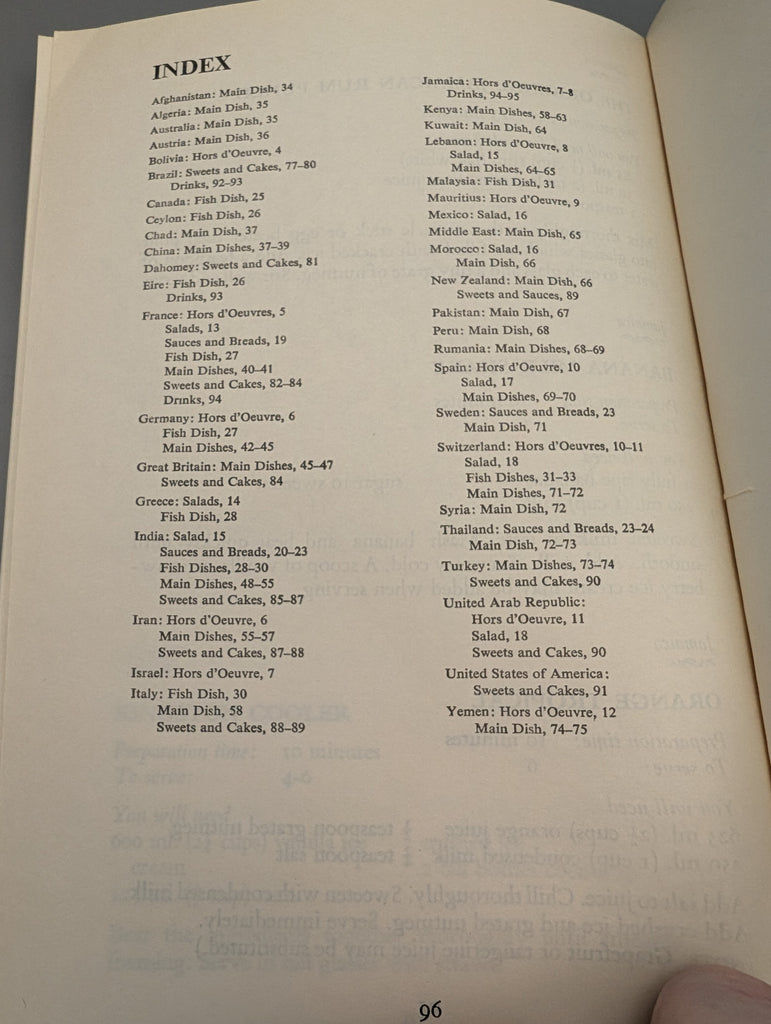 INDEX
Afghanistan: Main Dish, 34
Algeria: Main Dish, 35
Australia: Main Dish, 35
Austria: Main Dish, 36
Bolivia: Hors d'Oeuvre, 4
Brazil: Sweets and Cakes, 77–80
Drinks, 92–93
Canada: Fish Dish, 25
Ceylon: Fish Dish, 26
Chad: Main Dish, 37
China: Main Dishes, 37–39
Dahomey: Sweets and Cakes, 81
Eire: Fish Dish, 26
Drinks, 93
France: Hors d'Oeuvres, 5
Salads, 13
Sauces and Breads, 19
Fish Dish, 27
Main Dishes, 40–41
Sweets and Cakes, 82–84
Drinks, 94
Germany: Hors d'Oeuvre, 6
Fish Dish, 27
Main Dishes, 42–45
Great Britain: Main Dishes, 45–47
Sweets and Cakes, 84
Greece: Salads, 14
Fish Dish, 28
India: Salad, 15
Sauces and Breads, 20–23
Fish Dishes, 28–30
Main Dishes, 48–55
Sweets and Cakes, 85–87
Iran: Hors d'Oeuvre, 6
Main Dishes, 55–57
Sweets and Cakes, 87–88
Israel: Hors d'Oeuvre, 7
Italy: Fish Dish, 30
Main Dish, 58
Sweets and Cakes, 88–89
Jamaica: Hors d'Oeuvres, 7–8
Drinks, 94–95
Kenya: Main Dishes, 58–63
Kuwait: Main Dish, 64
Lebanon: Hors d'Oeuvre, 8
Salad, 15
Main Dishes, 64–65
Malaysia: Fish Dish, 31
Mauritius: Hors d'Oeuvre, 9
Mexico: Salad, 16
Middle East: Main Dish, 65
Morocco: Salad, 16
Main Dish, 66
New Zealand: Main Dish, 66
Sweets and Sauces, 89
Pakistan: Main Dish, 67
Peru: Main Dish, 68
Rumania: Main Dishes, 68–69
Spain: Hors d'Oeuvre, 10
Salad, 17
Main Dishes, 69–70
Sweden: Sauces and Breads, 23
Main Dish, 71
Switzerland: Hors d'Oeuvres, 10–11
Salad, 18
Fish Dishes, 31–33
Main Dishes, 71–72
Syria: Main Dish, 72
Thailand: Sauces and Breads, 23–24
Main Dish, 72–73
Turkey: Main Dishes, 73–74
Sweets and Cakes, 90
United Arab Republic:
Hors d'Oeuvre, 11
Salad, 18
Sweets and Cakes, 90
United States of America:
Sweets and Cakes, 91
Yemen: Hors d'Oeuvre, 12
Main Dish, 74–75
96